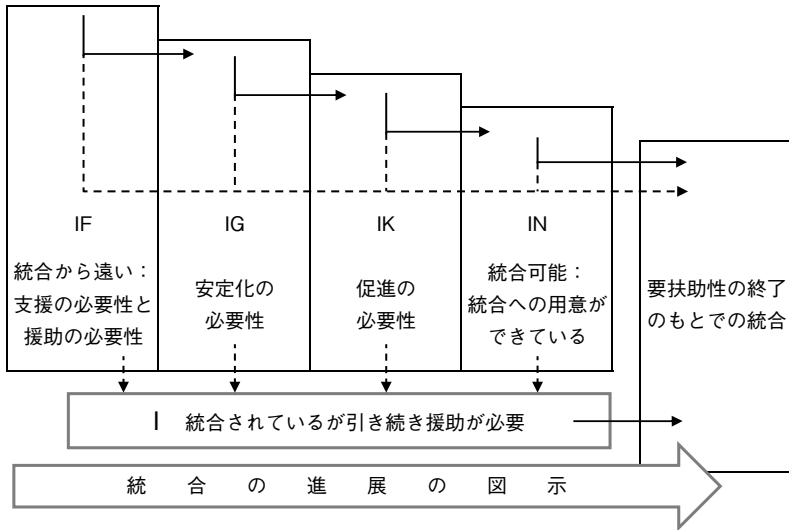 IF
統合から遠い：
支援の必要性と
援助の必要性
IG
安定化の
必要性
IK
促進の
必要性
IN
統合可能：
統合への用意が
できている
要扶助性の終了
のもとでの統合
I 統合されているが引き続き援助が必要
統合の進展の図示